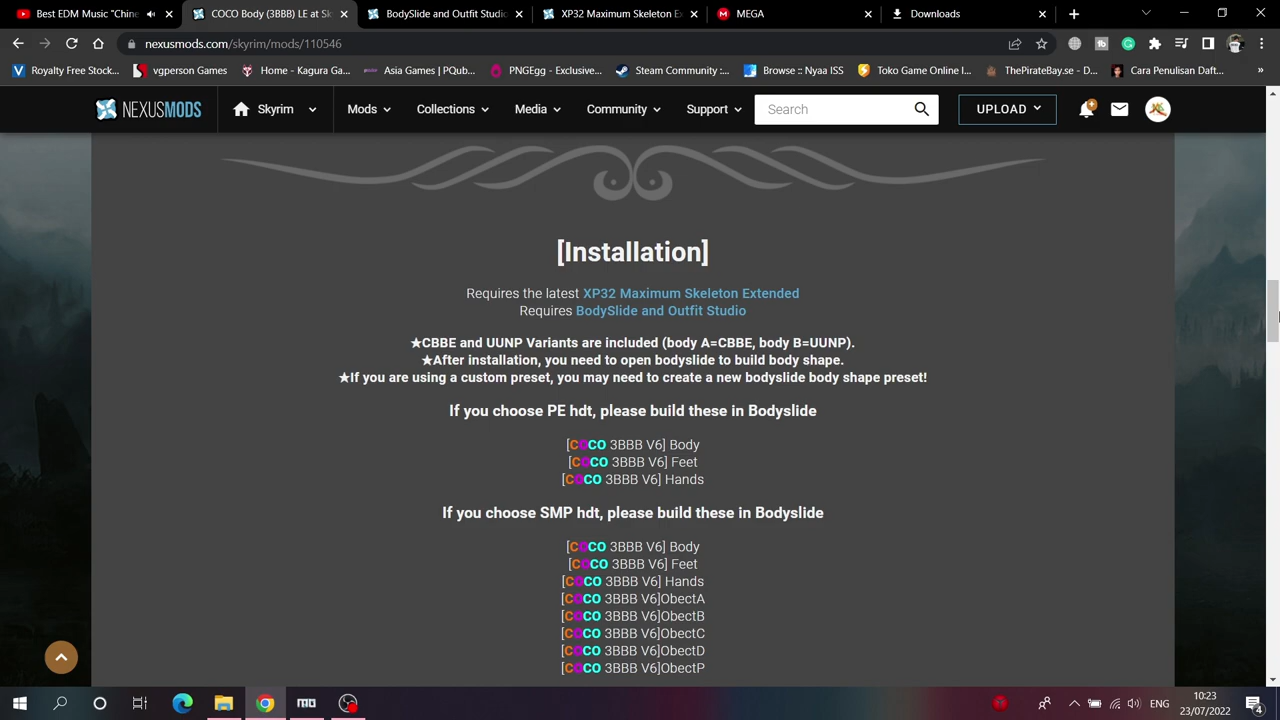 Best EDM Music "Chine
COCO Body (3BBB) LE at Sk
BodySlide and Outfit Studio
XP32 Maximum Skeleton Ex
MEGA
Downloads
nexusmods.com/skyrim/mods/110546
Royalty Free Stock...
vgperson Games
Home - Kagura Ga...
Asia Games | PQub...
PNGEgg - Exclusive...
Steam Community :...
Browse :: Nyaa ISS
Toko Game Online I...
ThePirateBay.se - D...
Cara Penulisan Daft...
»
NEXUSMODS
Skyrim
Mods
Collections
Media
Community
Support
Search
UPLOAD
[Installation]
Requires the latest XP32 Maximum Skeleton Extended
Requires BodySlide and Outfit Studio
★CBBE and UUNP Variants are included (body A=CBBE, body B=UUNP).
★After installation, you need to open bodyslide to build body shape.
★If you are using a custom preset, you may need to create a new bodyslide body shape preset!
If you choose PE hdt, please build these in Bodyslide
[COCO 3BBB V6] Body
[COCO 3BBB V6] Feet
[COCO 3BBB V6] Hands
If you choose SMP hdt, please build these in Bodyslide
[COCO 3BBB V6] Body
[COCO 3BBB V6] Feet
[COCO 3BBB V6] Hands
[COCO 3BBB V6]ObectA
[COCO 3BBB V6]ObectB
[COCO 3BBB V6]ObectC
[COCO 3BBB V6]ObectD
[COCO 3BBB V6]ObectP
ENG
10:23
23/07/2022
4